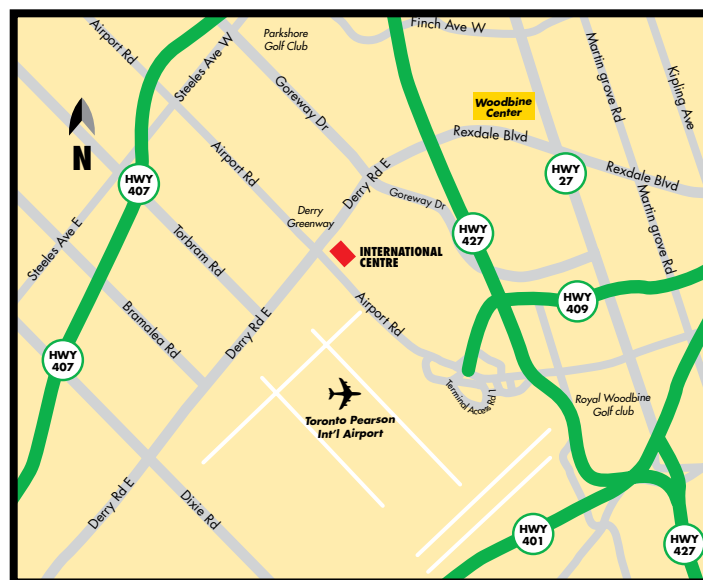 Finch Ave W
Airport Rd
Steeles Ave W
Parkshore
Golf Club
Goreway Dr
Martin grove Rd
Kipling Ave
Woodbine
Center
Rexdale Blvd
N
HWY
407
Airport Rd
Derry Rd E
HWY
27
Rexdale Blvd
Goreway Dr
Steeles Ave E
Torbram Rd
Derry
Greenway
HWY
427
Martin grove Rd
INTERNATIONAL
CENTRE
Bramalea Rd
Derry Rd E
Airport Rd
HWY
409
HWY
407
Terminal Access Rd 1
Toronto Pearson
Int'l Airport
Royal Woodbine
Golf club
Derry Rd E
Dixie Rd
HWY
401
HWY
427